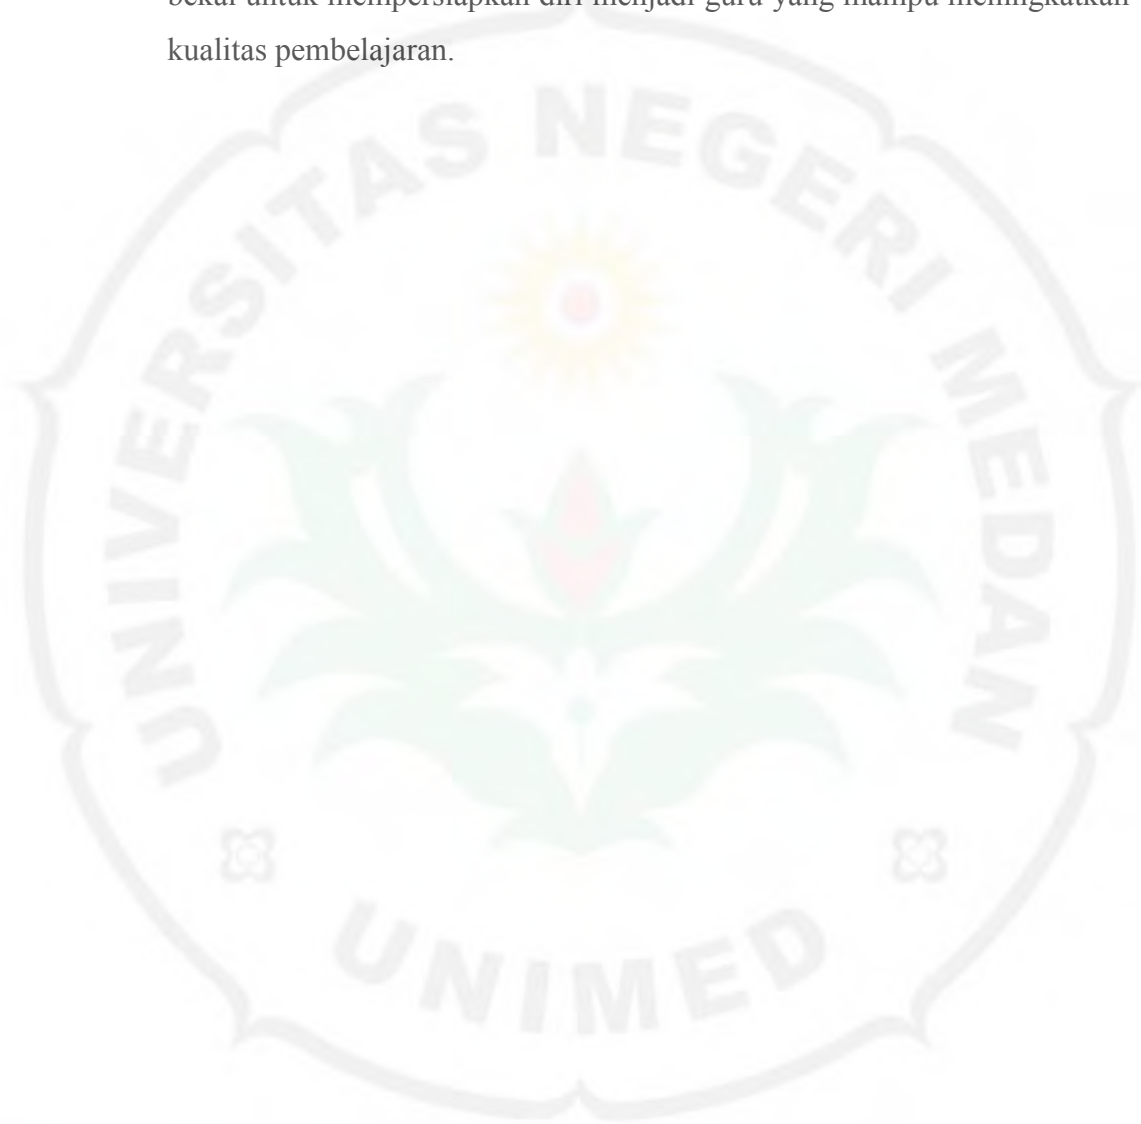 bekal untuk mempersiapkan diri menjadi guru yang mampu meningkatkan
kualitas pembelajaran.
UNIVERSITAS NEGERI MEDAN
UNIMED